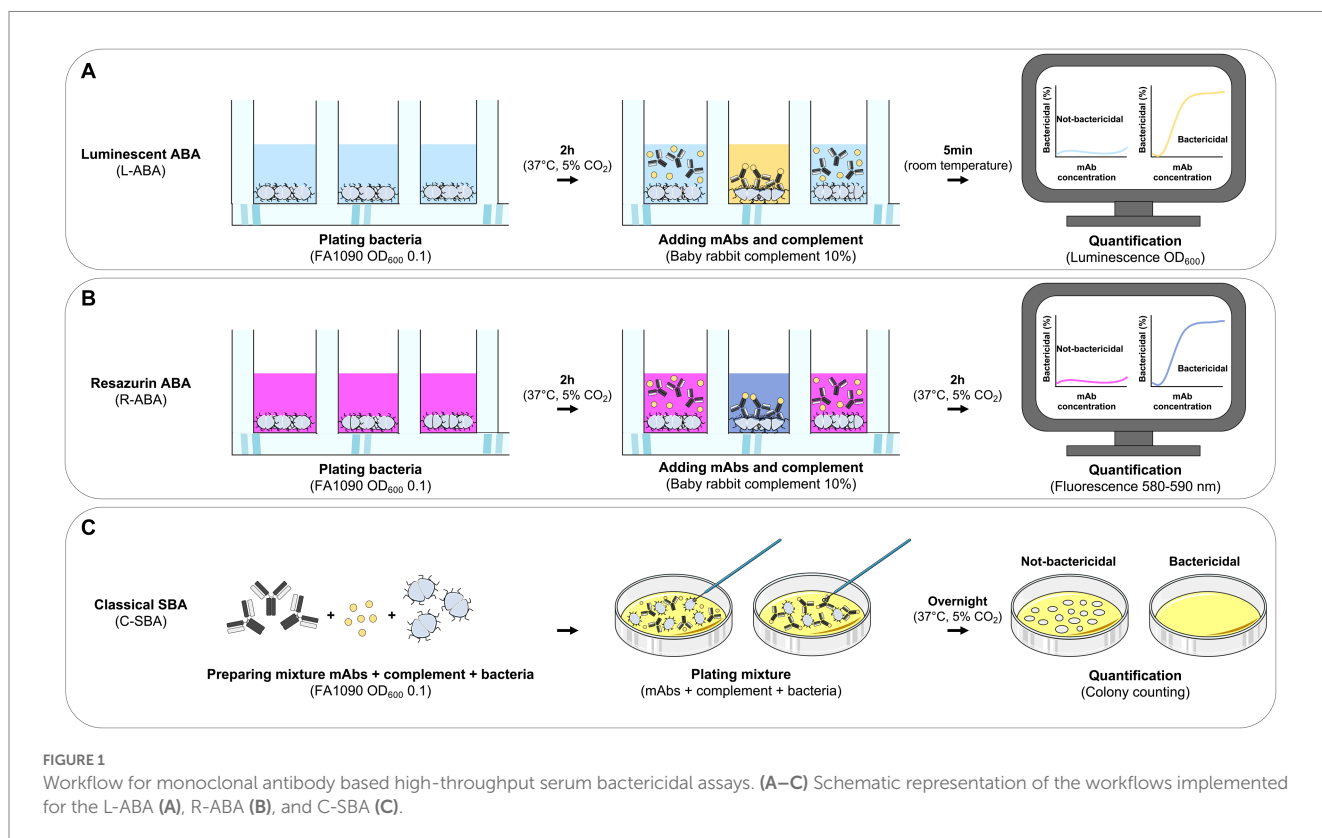 A
Luminescent ABA
(L-ABA)
2h
(37°C, 5% CO₂)
5min
(room temperature)
Plating bacteria
(FA1090 OD₆₀₀ 0.1)
Adding mAbs and complement
(Baby rabbit complement 10%)
Bactericidal (%)
Not-bactericidal
mAb
concentration
Bactericidal (%)
Bactericidal
mAb
concentration
Quantification
(Luminescence OD₆₀₀)
B
Resazurin ABA
(R-ABA)
2h
(37°C, 5% CO₂)
2h
(37°C, 5% CO₂)
Plating bacteria
(FA1090 OD₆₀₀ 0.1)
Adding mAbs and complement
(Baby rabbit complement 10%)
Bactericidal (%)
Not-bactericidal
mAb
concentration
Bactericidal (%)
Bactericidal
mAb
concentration
Quantification
(Fluorescence 580-590 nm)
C
Classical SBA
(C-SBA)
+
+
Preparing mixture mAbs + complement + bacteria
(FA1090 OD₆₀₀ 0.1)
Plating mixture
(mAbs + complement + bacteria)
Overnight
(37°C, 5% CO₂)
Not-bactericidal
Bactericidal
Quantification
(Colony counting)
FIGURE 1
Workflow for monoclonal antibody based high-throughput serum bactericidal assays. (A–C) Schematic representation of the workflows implemented
for the L-ABA (A), R-ABA (B), and C-SBA (C).